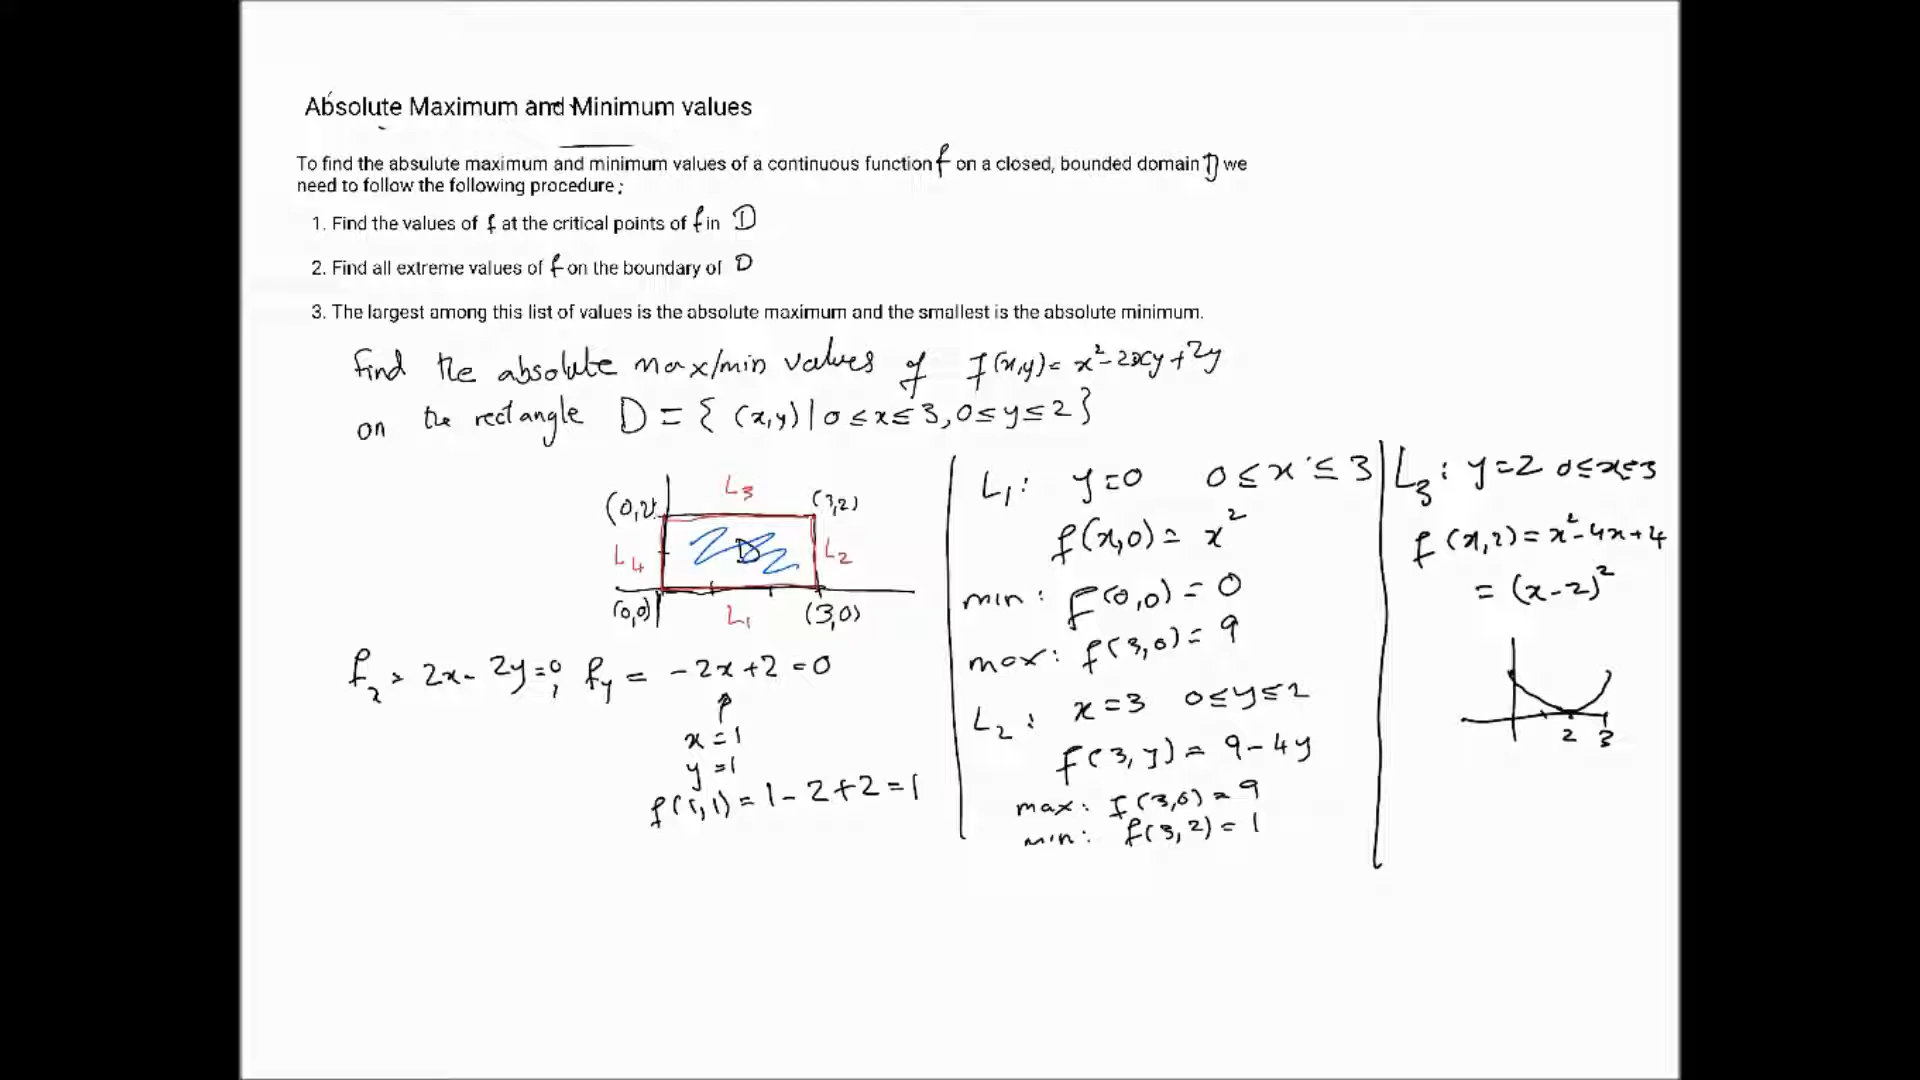 Absolute Maximum and Minimum values
To find the absulute maximum and minimum values of a continuous function f on a closed, bounded domain D we
need to follow the following procedure;
1. Find the values of f at the critical points of f in D
2. Find all extreme values of f on the boundary of D
3. The largest among this list of values is the absolute maximum and the smallest is the absolute minimum.
Find the absolute max/min values of f(x,y) = x² - 2xy + 2y
on the rectangle D = { (x,y) | 0 ≤ x ≤ 3, 0 ≤ y ≤ 2 }
L₃
(0,2)
(3,2)
L₄
D
L₂
(0,0)
L₁
(3,0)
fₓ = 2x - 2y = 0, f_y = -2x + 2 = 0
x = 1
y = 1
f(1,1) = 1 - 2 + 2 = 1
L₁: y = 0 0 ≤ x ≤ 3
f(x,0) = x²
min: f(0,0) = 0
max: f(3,0) = 9
L₂: x = 3 0 ≤ y ≤ 2
f(3,y) = 9 - 4y
max: f(3,0) = 9
min: f(3,2) = 1
L₃: y = 2 0 ≤ x ≤ 3
f(x,2) = x² - 4x + 4
= (x-2)²
2 3